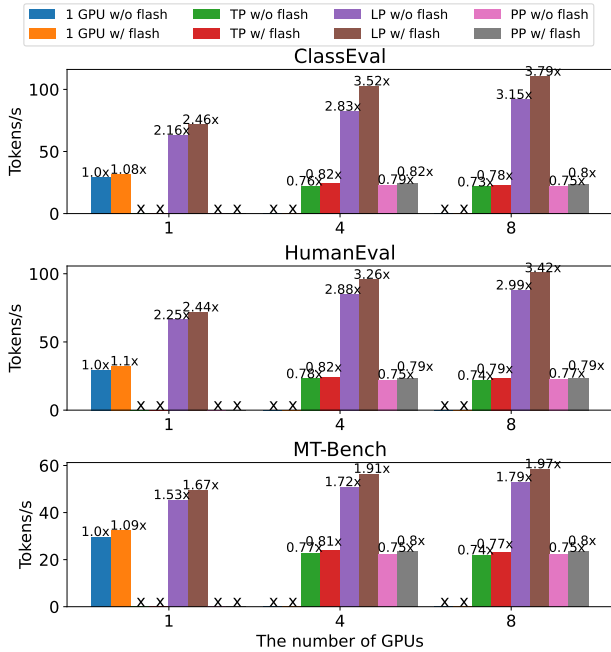 1 GPU w/o flash TP w/o flash LP w/o flash PP w/o flash
1 GPU w/ flash TP w/ flash LP w/ flash PP w/ flash
ClassEval
Tokens/s
100
50
0
1.0x 1.08x X X 2.16x 2.46x X X
X X 0.76x 0.82x 2.83x 3.52x 0.79x 0.82x
X X 0.73x 0.78x 3.15x 3.79x 0.75x 0.8x
1 4 8
HumanEval
Tokens/s
100
50
0
1.0x 1.1x X X 2.25x 2.44x X X
X X 0.78x 0.82x 2.88x 3.26x 0.75x 0.79x
X X 0.74x 0.79x 2.99x 3.42x 0.77x 0.79x
1 4 8
MT-Bench
Tokens/s
60
40
20
0
1.0x 1.09x X X 1.53x 1.67x X X
X X 0.77x 0.81x 1.72x 1.91x 0.75x 0.8x
X X 0.74x 0.77x 1.79x 1.97x 0.75x 0.8x
1 4 8
The number of GPUs